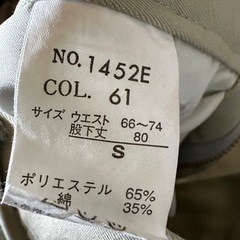 NO. 1452E
COL. 61
サイズ ウエスト 66～74
股下丈 80
S
ポリエステル 65%
綿 35%